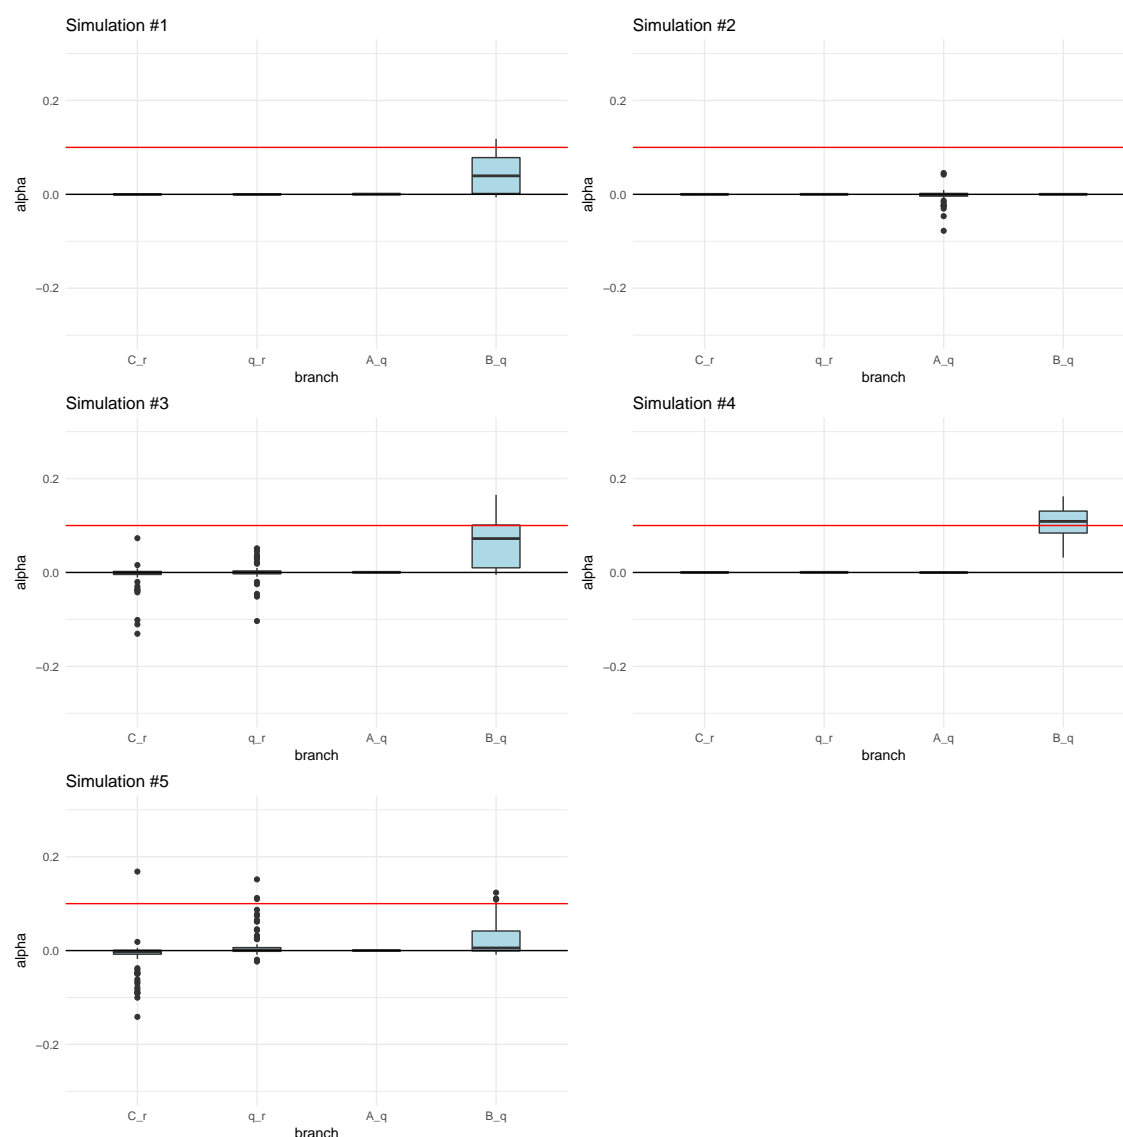 Simulation #1
0.2
0.0
−0.2
alpha
C_r q_r A_q B_q
branch
Simulation #2
0.2
0.0
−0.2
alpha
C_r q_r A_q B_q
branch
Simulation #3
0.2
0.0
−0.2
alpha
C_r q_r A_q B_q
branch
Simulation #4
0.2
0.0
−0.2
alpha
C_r q_r A_q B_q
branch
Simulation #5
0.2
0.0
−0.2
alpha
C_r q_r A_q B_q
branch